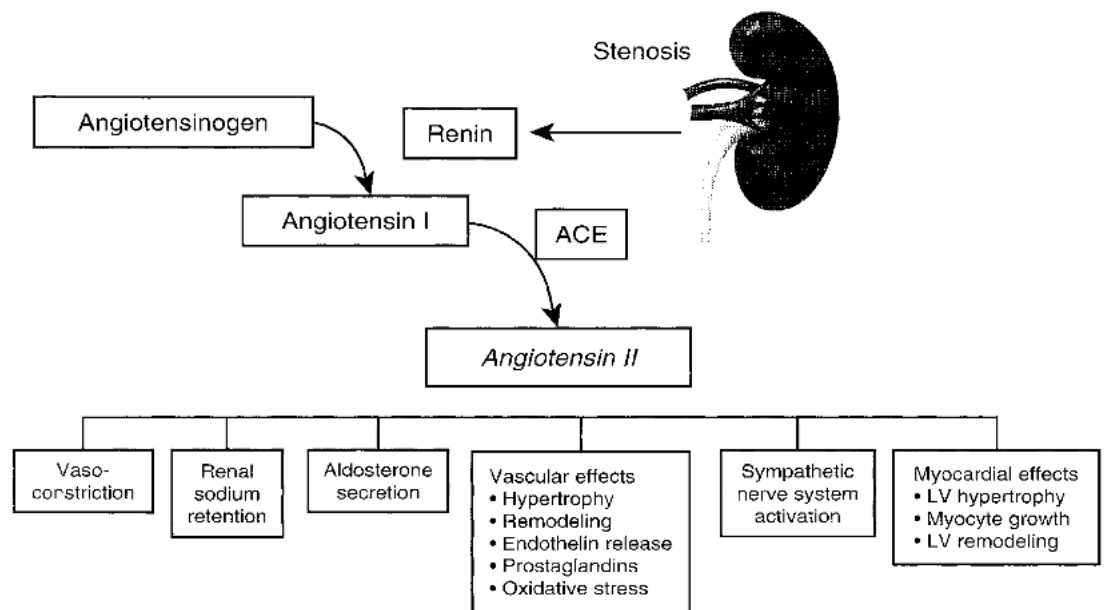 Stenosis
Angiotensinogen
Renin
Angiotensin I
ACE
Angiotensin II
Vaso-
constriction
Renal
sodium
retention
Aldosterone
secretion
Vascular effects
• Hypertrophy
• Remodeling
• Endothelin release
• Prostaglandins
• Oxidative stress
Sympathetic
nerve system
activation
Myocardial effects
• LV hypertrophy
• Myocyte growth
• LV remodeling